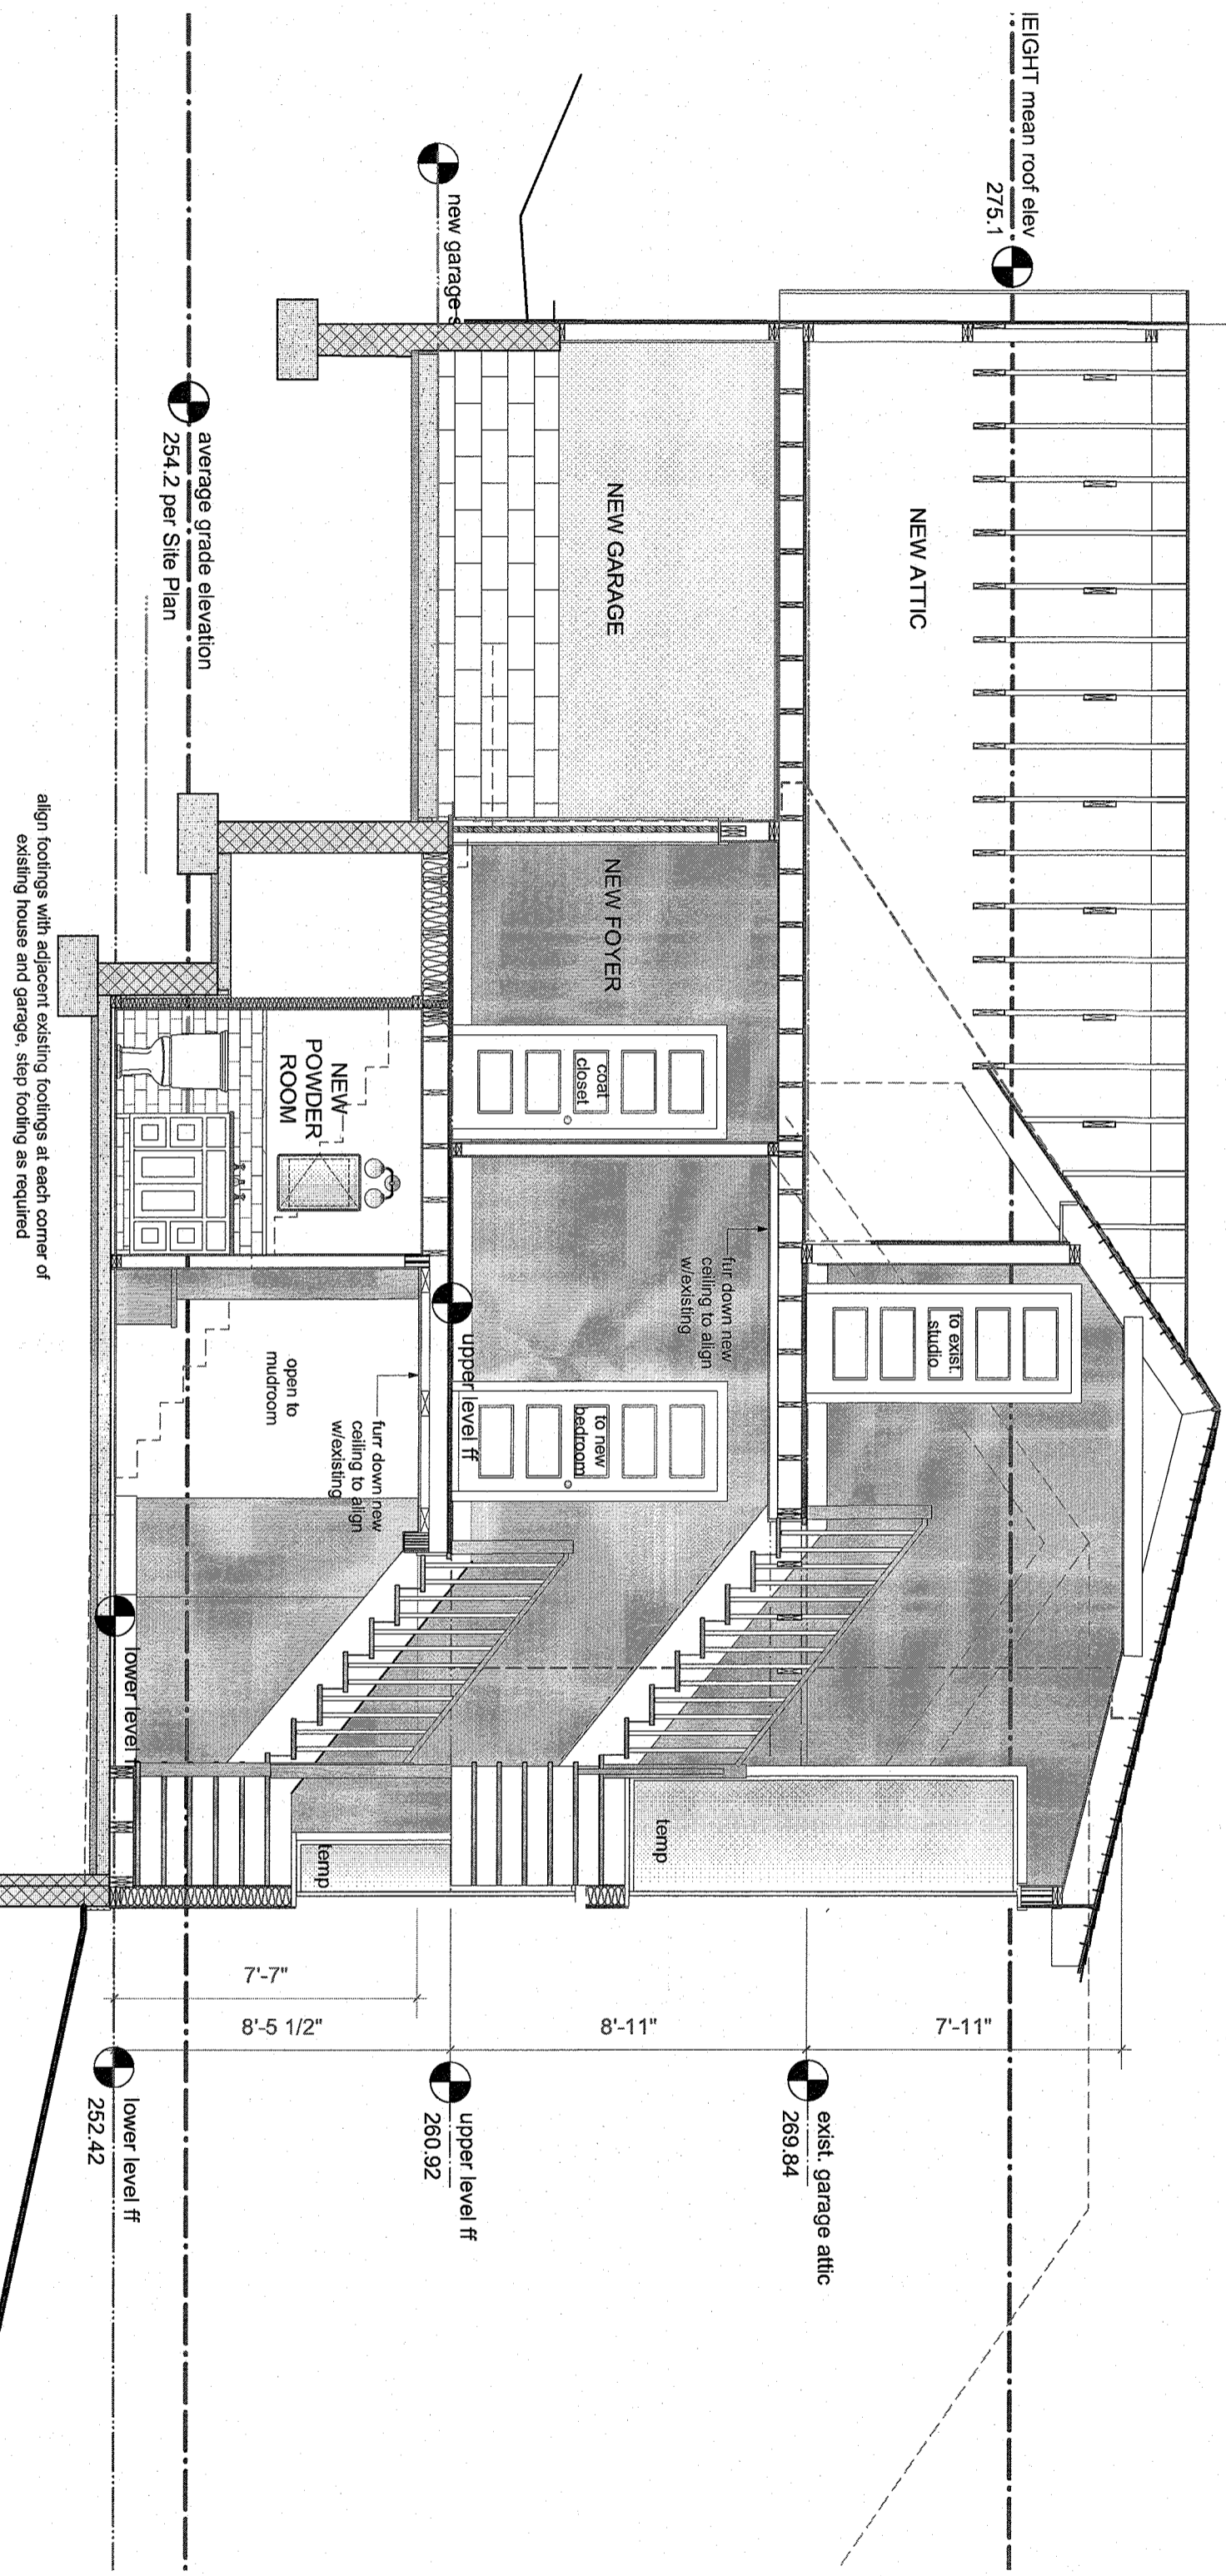 IEIGHT mean roof elev
275.1
NEW ATTIC
to exist.
studio
7'-11"
exist. garage attic
269.84
fur down new
ceiling to align
w/existing
NEW GARAGE
NEW FOYER
coat
closet
to new
bedroom
temp
8'-11"
new garage s
upper level ff
upper level ff
260.92
NEW
POWDER
ROOM
furr down new
ceiling to align
w/existing
open to
mudroom
temp
7'-7"
8'-5 1/2"
average grade elevation
254.2 per Site Plan
lower level
lower level ff
252.42
align footings with adjacent existing footings at each corner of
existing house and garage, step footing as required